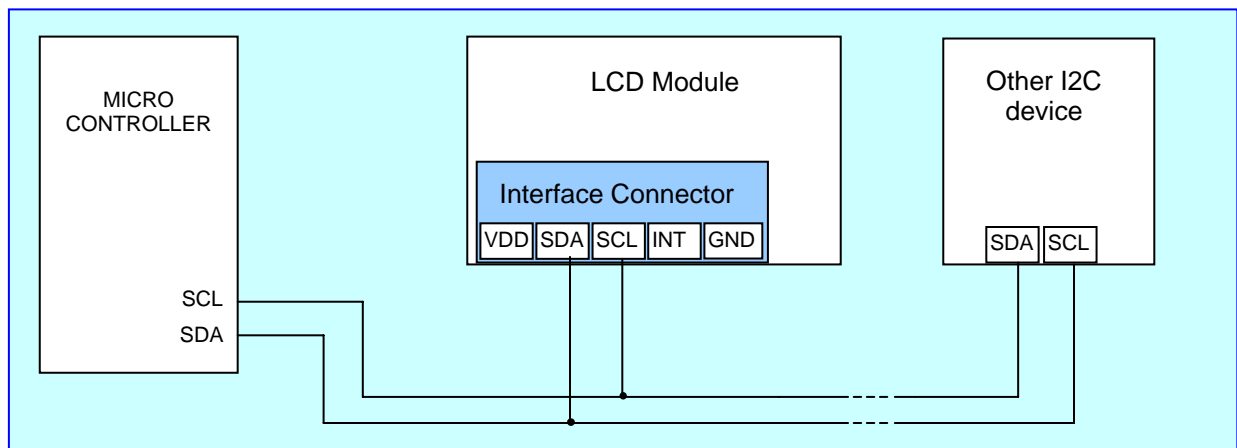 MICRO
CONTROLLER
SCL
SDA
LCD Module
Interface Connector
VDD SDA SCL INT GND
Other I2C
device
SDA SCL